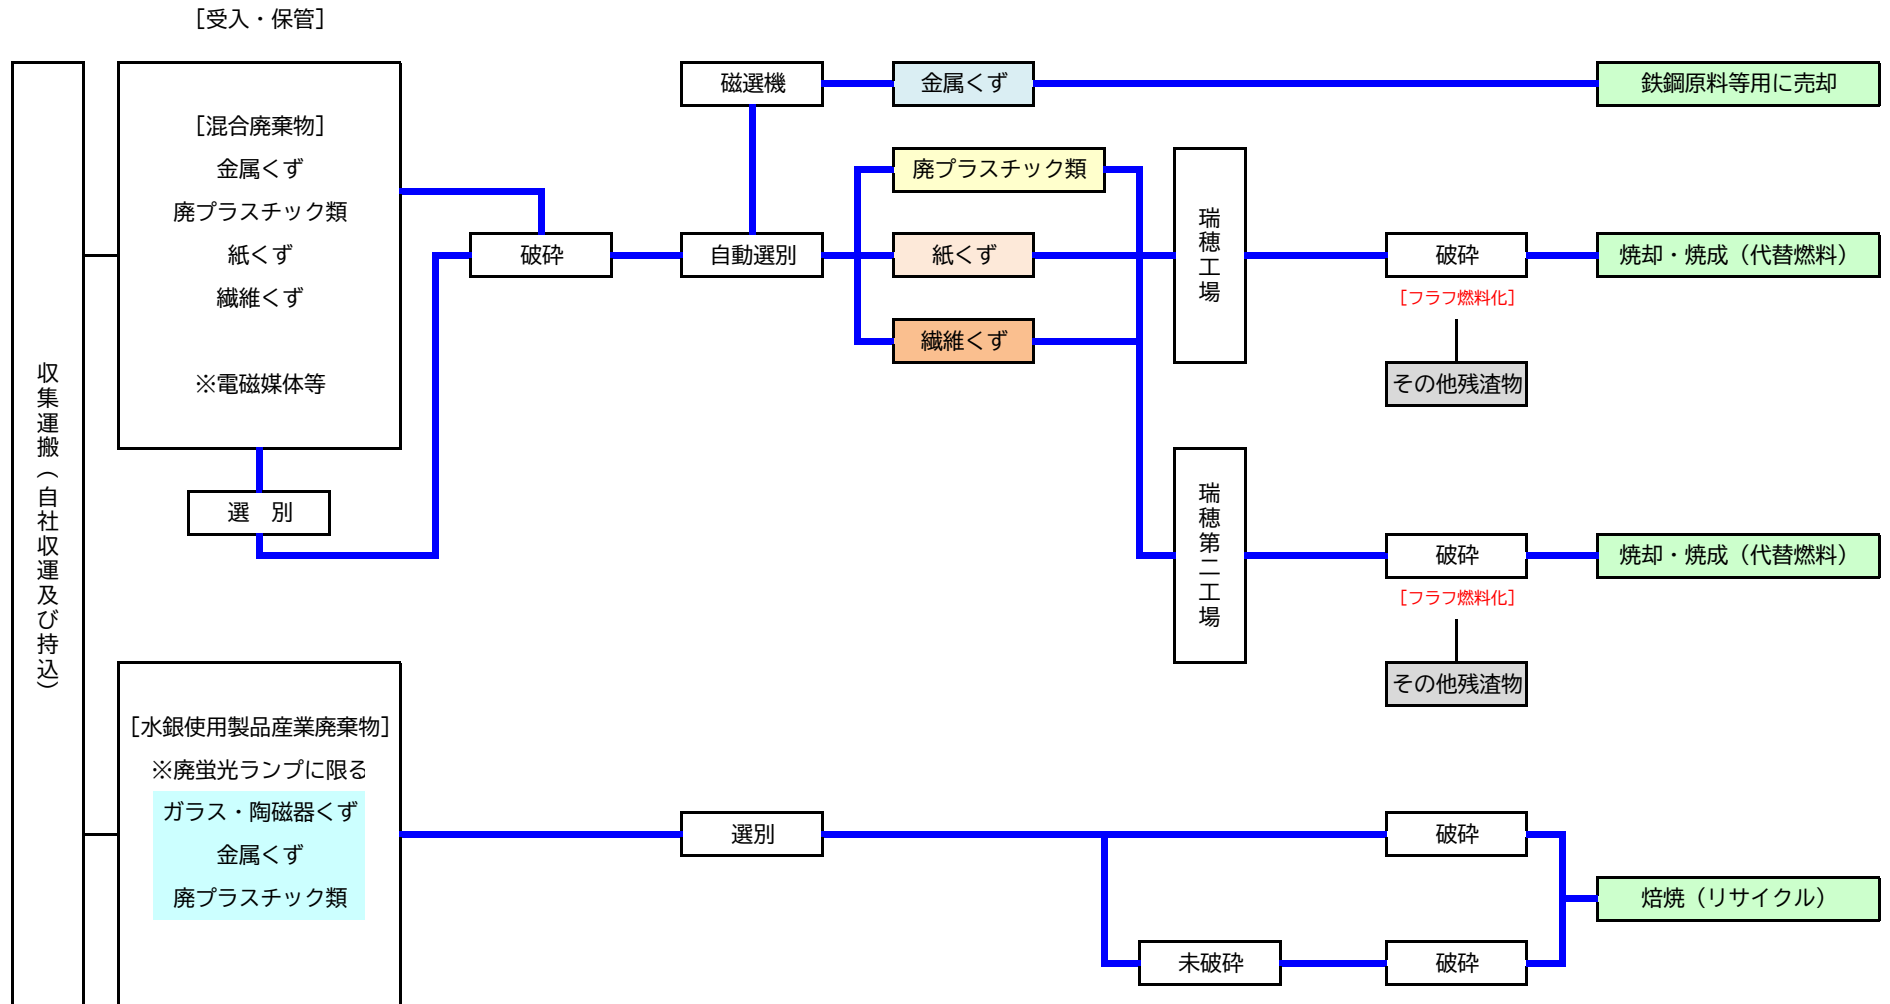 ［受入・保管］
収集運搬（自社収運及び持込）
［混合廃棄物］
金属くず
廃プラスチック類
紙くず
繊維くず
※電磁媒体等
選　別
破砕
磁選機
自動選別
金属くず
廃プラスチック類
紙くず
繊維くず
瑞穂工場
破砕
［フラフ燃料化］
その他残渣物
鉄鋼原料等用に売却
焼却・焼成（代替燃料）
瑞穂第二工場
破砕
［フラフ燃料化］
その他残渣物
焼却・焼成（代替燃料）
［水銀使用製品産業廃棄物］
※廃蛍光ランプに限る
ガラス・陶磁器くず
金属くず
廃プラスチック類
選別
破砕
未破砕
破砕
焙焼（リサイクル）